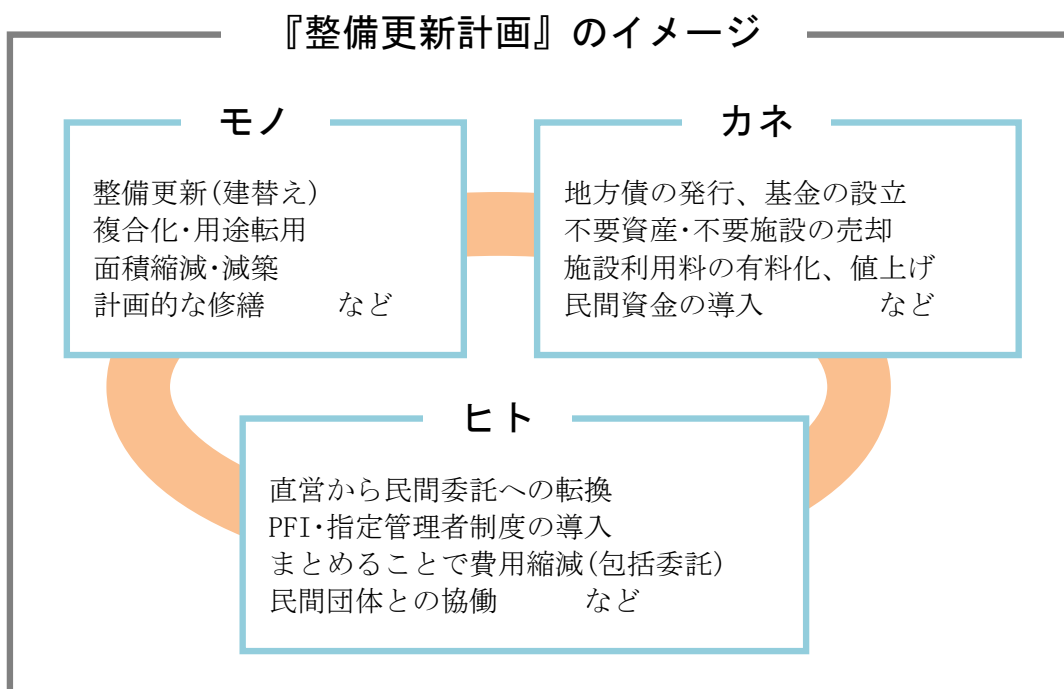 『整備更新計画』のイメージ
モノ
整備更新(建替え)
複合化･用途転用
面積縮減･減築
計画的な修繕　　　など
カネ
地方債の発行、基金の設立
不要資産･不要施設の売却
施設利用料の有料化、値上げ
民間資金の導入　　　　　など
ヒト
直営から民間委託への転換
PFI･指定管理者制度の導入
まとめることで費用縮減(包括委託)
民間団体との協働　　　　など